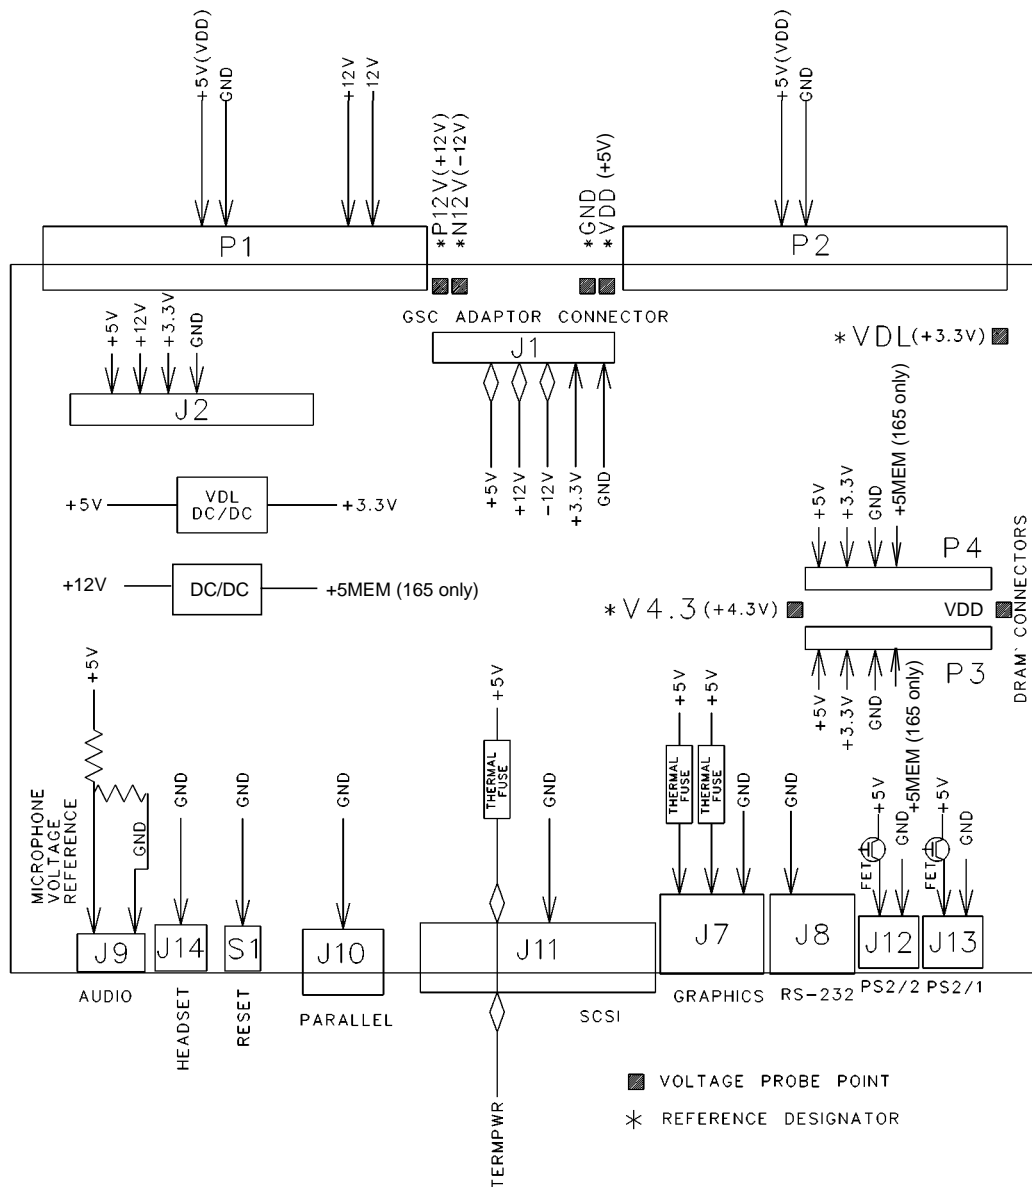 +5V(VDD)
GND
+12V
12V
+5V(VDD)
GND
*P12V(+12V)
*N12V(-12V)
*GND
*VDD (+5V)
P1
P2
GSC ADAPTOR CONNECTOR
J1
*VDL(+3.3V)
+5V
+12V
+3.3V
GND
J2
+5V
+12V
-12V
+3.3V
GND
+5V
VDL
DC/DC
+3.3V
+12V
DC/DC
+5MEM (165 only)
+5V
+3.3V
GND
+5MEM (165 only)
P4
*V4.3(+4.3V)
VDD
P3
DRAM` CONNECTORS
+5V
+3.3V
GND
+5MEM (165 only)
MICROPHONE
VOLTAGE
REFERENCE
+5V
GND
GND
GND
GND
+5V
THERMAL
FUSE
GND
+5V
THERMAL
FUSE
+5V
THERMAL
FUSE
GND
GND
+5V
FET
GND
+5V
FET
GND
J9
J14
S1
J10
J11
J7
J8
J12
J13
AUDIO
HEADSET
RESET
PARALLEL
SCSI
GRAPHICS
RS-232
PS2/2
PS2/1
TERMPWR
VOLTAGE PROBE POINT
* REFERENCE DESIGNATOR